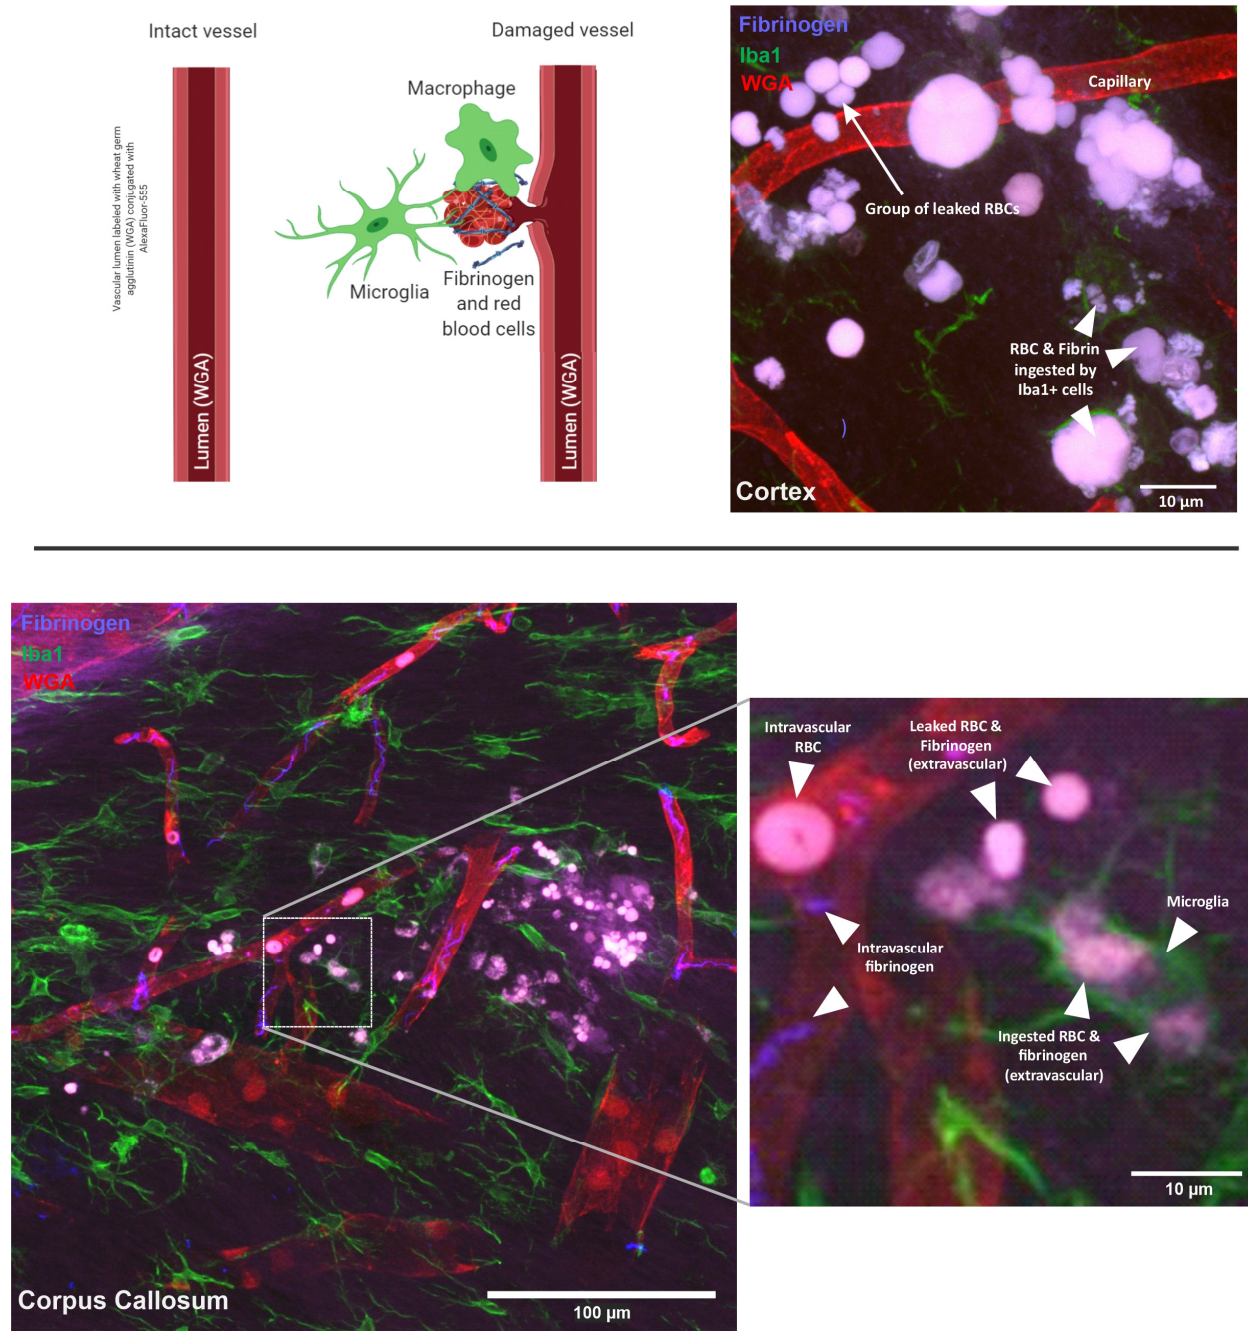 Intact vessel
Damaged vessel
Vascular lumen labeled with wheat germ
agglutinin (WGA) conjugated with
AlexaFluor-555
Lumen (WGA)
Macrophage
Microglia
Fibrinogen
and red
blood cells
Lumen (WGA)
Fibrinogen
Iba1
WGA
Capillary
Group of leaked RBCs
RBC & Fibrin
ingested by
Iba1+ cells
Cortex
10 µm
Fibrinogen
Iba1
WGA
Corpus Callosum
100 µm
Intravascular
RBC
Leaked RBC &
Fibrinogen
(extravascular)
Microglia
Intravascular
fibrinogen
Ingested RBC &
fibrinogen
(extravascular)
10 µm